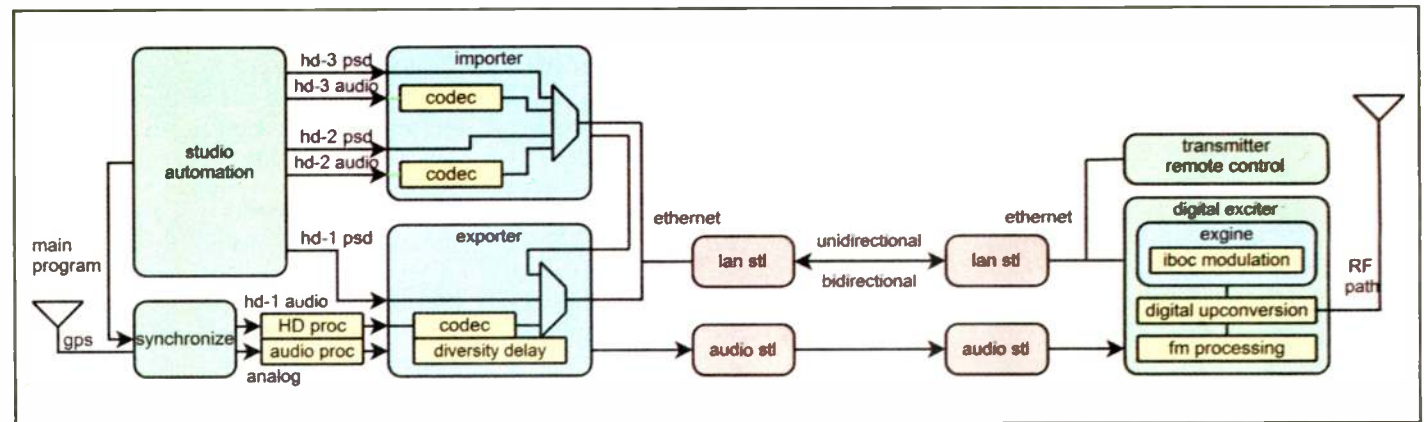 hd-3 psd
hd-3 audio
hd-2 psd
hd-2 audio
studio
automation
importer
codec
codec
main
program
hd-1 psd
gps
synchronize
hd-1 audio
HD proc
audio proc
analog
exporter
codec
diversity delay
ethernet
lan stl
unidirectional
bidirectional
lan stl
ethernet
audio stl
audio stl
transmitter
remote control
digital exciter
exgine
iboc modulation
digital upconversion
fm processing
RF
path